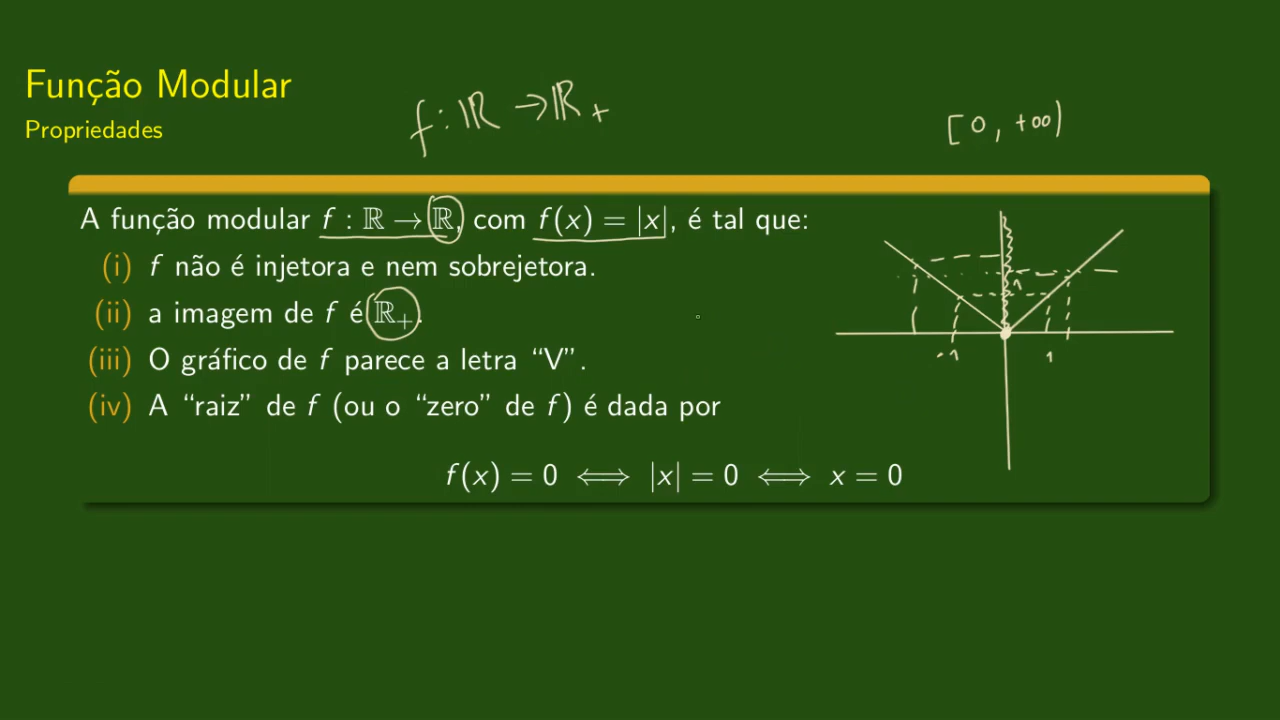 Função Modular
Propriedades
f : ℝ → ℝ₊
[0, +∞)
A função modular f : ℝ → ℝ, com f(x) = |x|, é tal que:
(i) f não é injetora e nem sobrejetora.
(ii) a imagem de f é ℝ₊.
(iii) O gráfico de f parece a letra “V”.
(iv) A “raiz” de f (ou o “zero” de f) é dada por
f(x) = 0 ⟺ |x| = 0 ⟺ x = 0
1
-1 1